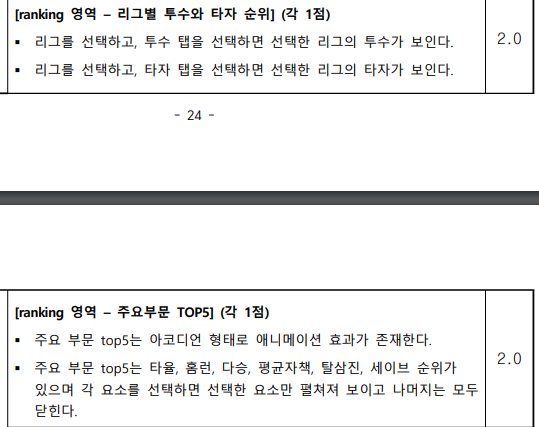 [ranking 영역 – 리그별 투수와 타자 순위] (각 1점)
▪ 리그를 선택하고, 투수 탭을 선택하면 선택한 리그의 투수가 보인다.
2.0
▪ 리그를 선택하고, 타자 탭을 선택하면 선택한 리그의 타자가 보인다.
- 24 -
[ranking 영역 – 주요부문 TOP5] (각 1점)
▪ 주요 부문 top5는 아코디언 형태로 애니메이션 효과가 존재한다.
▪ 주요 부문 top5는 타율, 홈런, 다승, 평균자책, 탈삼진, 세이브 순위가
2.0
있으며 각 요소를 선택하면 선택한 요소만 펼쳐져 보이고 나머지는 모두
닫힌다.